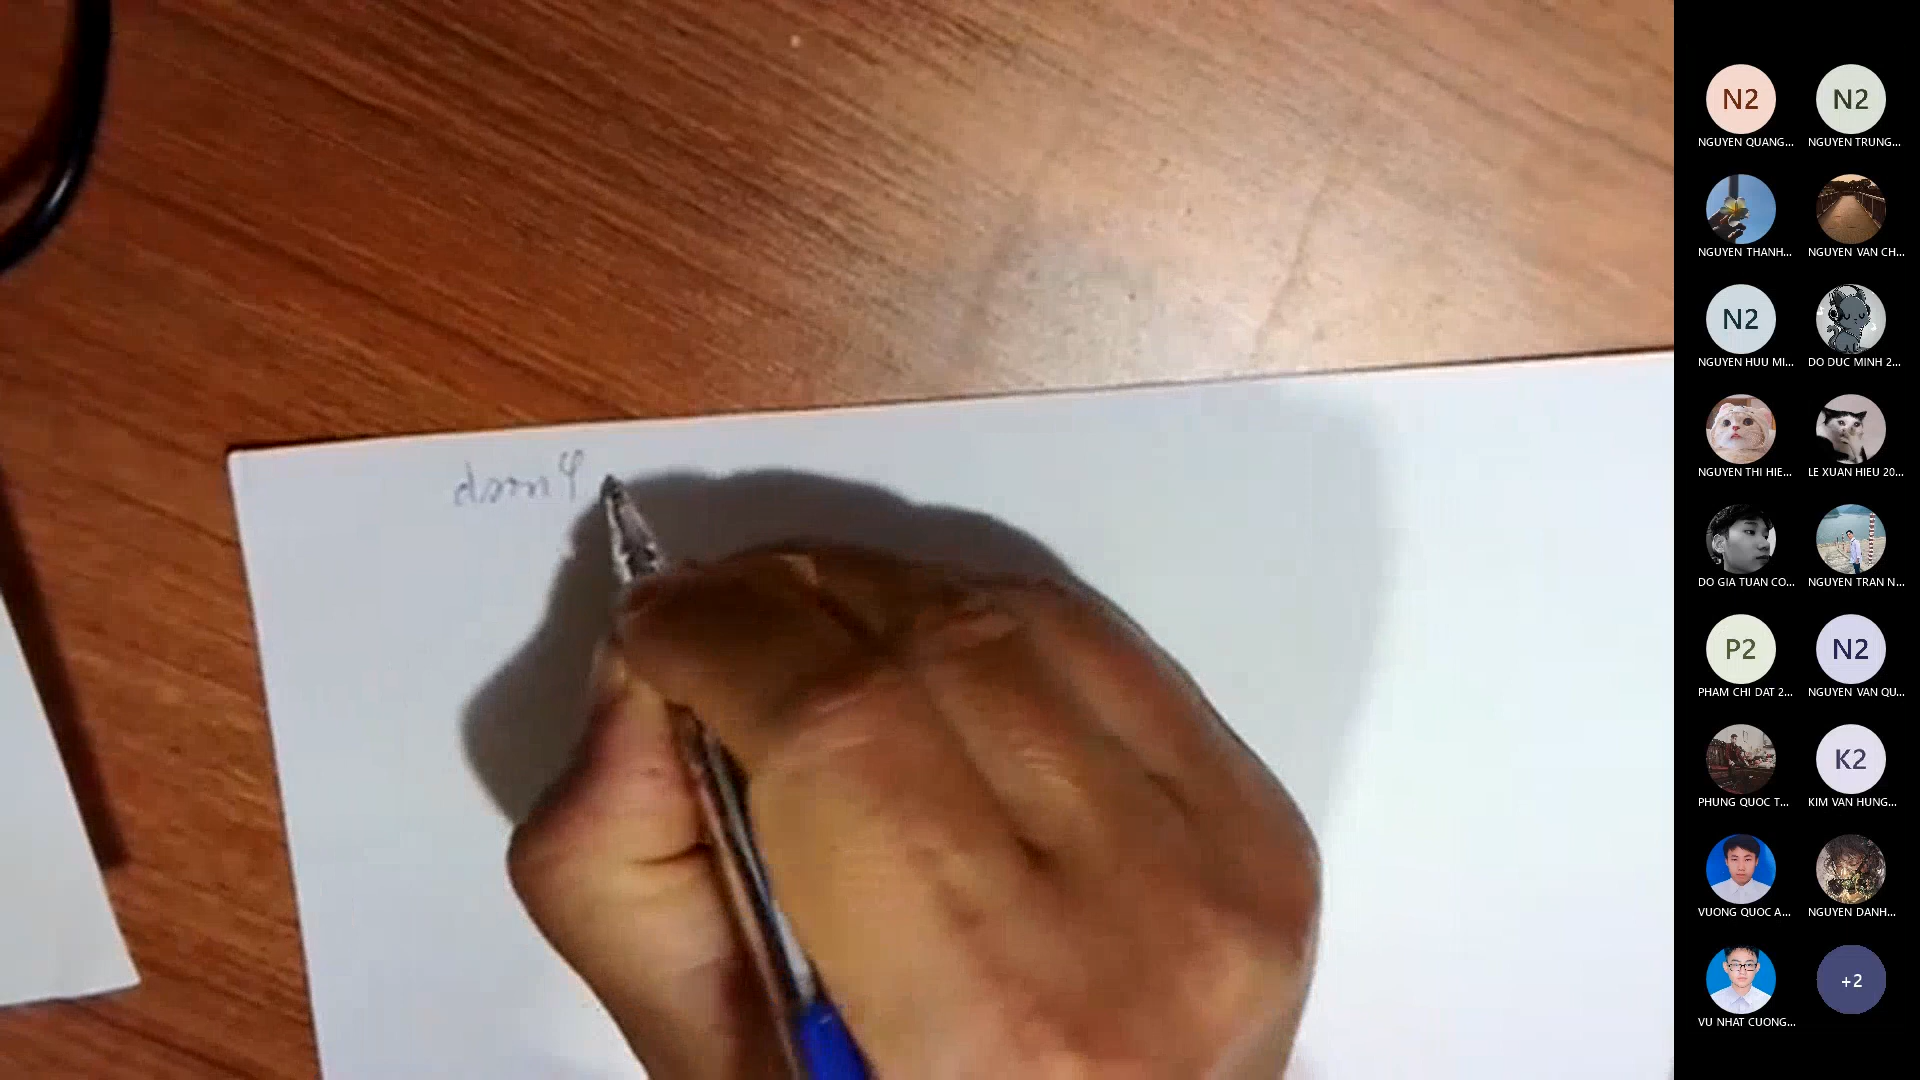 N2 N2
NGUYEN QUANG... NGUYEN TRUNG...
NGUYEN THANH... NGUYEN VAN CH...
N2
NGUYEN HUU MI... DO DUC MINH 2...
NGUYEN THI HIE... LE XUAN HIEU 20...
DO GIA TUAN CO... NGUYEN TRAN N...
P2 N2
PHAM CHI DAT 2... NGUYEN VAN QU...
K2
PHUNG QUOC T... KIM VAN HUNG...
VUONG QUOC A... NGUYEN DANH...
+2
VU NHAT CUONG...